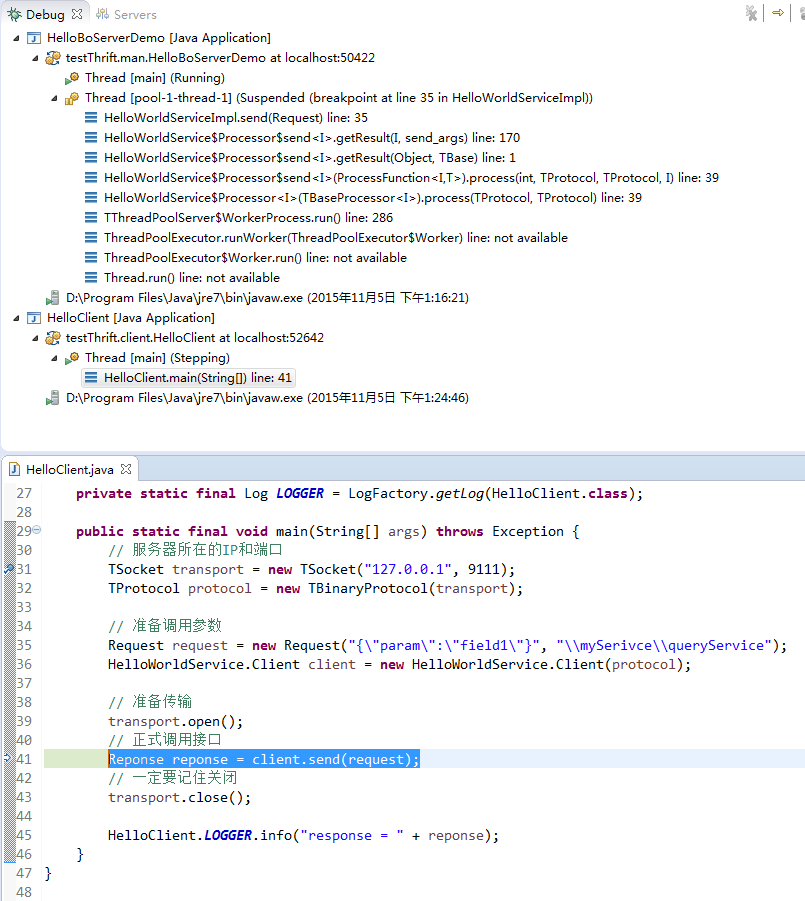 Debug Servers
HelloBoServerDemo [Java Application]
testThrift.man.HelloBoServerDemo at localhost:50422
Thread [main] (Running)
Thread [pool-1-thread-1] (Suspended (breakpoint at line 35 in HelloWorldServiceImpl))
HelloWorldServiceImpl.send(Request) line: 35
HelloWorldService$Processor$send<I>.getResult(I, send_args) line: 170
HelloWorldService$Processor$send<I>.getResult(Object, TBase) line: 1
HelloWorldService$Processor$send<I>(ProcessFunction<I,T>).process(int, TProtocol, TProtocol, I) line: 39
HelloWorldService$Processor<I>(TBaseProcessor<I>).process(TProtocol, TProtocol) line: 39
TThreadPoolServer$WorkerProcess.run() line: 286
ThreadPoolExecutor.runWorker(ThreadPoolExecutor$Worker) line: not available
ThreadPoolExecutor$Worker.run() line: not available
Thread.run() line: not available
D:\Program Files\Java\jre7\bin\javaw.exe (2015年11月5日 下午1:16:21)
HelloClient [Java Application]
testThrift.client.HelloClient at localhost:52642
Thread [main] (Stepping)
HelloClient.main(String[]) line: 41
D:\Program Files\Java\jre7\bin\javaw.exe (2015年11月5日 下午1:24:46)
HelloClient.java
27 private static final Log LOGGER = LogFactory.getLog(HelloClient.class);
28
29 public static final void main(String[] args) throws Exception {
30 // 服务器所在的IP和端口
31 TSocket transport = new TSocket("127.0.0.1", 9111);
32 TProtocol protocol = new TBinaryProtocol(transport);
33
34 // 准备调用参数
35 Request request = new Request("{\"param\":\"field1\"}", "\\mySerivce\\queryService");
36 HelloWorldService.Client client = new HelloWorldService.Client(protocol);
37
38 // 准备传输
39 transport.open();
40 // 正式调用接口
41 Reponse reponse = client.send(request);
42 // 一定要记住关闭
43 transport.close();
44
45 HelloClient.LOGGER.info("response = " + reponse);
46 }
47 }
48